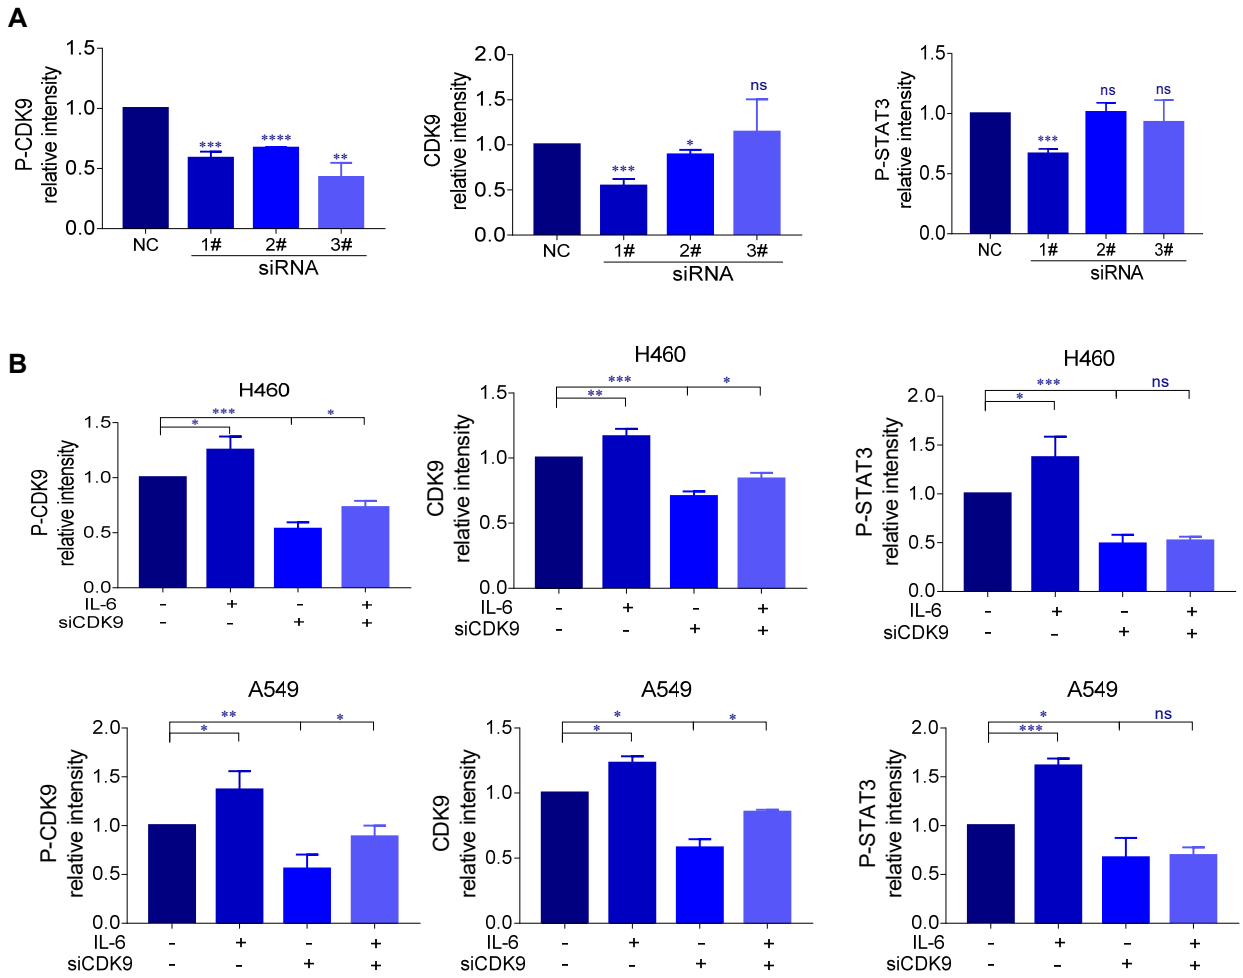 A
P-CDK9
relative intensity
1.5
1.0
0.5
0.0
***
****
**
NC
1#
2#
3#
siRNA
CDK9
relative intensity
2.0
1.5
1.0
0.5
0.0
***
*
ns
NC
1#
2#
3#
siRNA
P-STAT3
relative intensity
1.5
1.0
0.5
0.0
***
ns
ns
NC
1#
2#
3#
siRNA
B
H460
P-CDK9
relative intensity
1.5
1.0
0.5
0.0
***
*
*
IL-6 - + - +
siCDK9 - - + +
H460
CDK9
relative intensity
1.5
1.0
0.5
0.0
***
**
*
IL-6 - + - +
siCDK9 - - + +
H460
P-STAT3
relative intensity
2.0
1.5
1.0
0.5
0.0
***
*
ns
IL-6 - + - +
siCDK9 - - + +
A549
P-CDK9
relative intensity
2.0
1.5
1.0
0.5
0.0
**
*
*
IL-6 - + - +
siCDK9 - - + +
A549
CDK9
relative intensity
1.5
1.0
0.5
0.0
*
*
*
IL-6 - + - +
siCDK9 - - + +
A549
P-STAT3
relative intensity
2.0
1.5
1.0
0.5
0.0
*
***
ns
IL-6 - + - +
siCDK9 - - + +